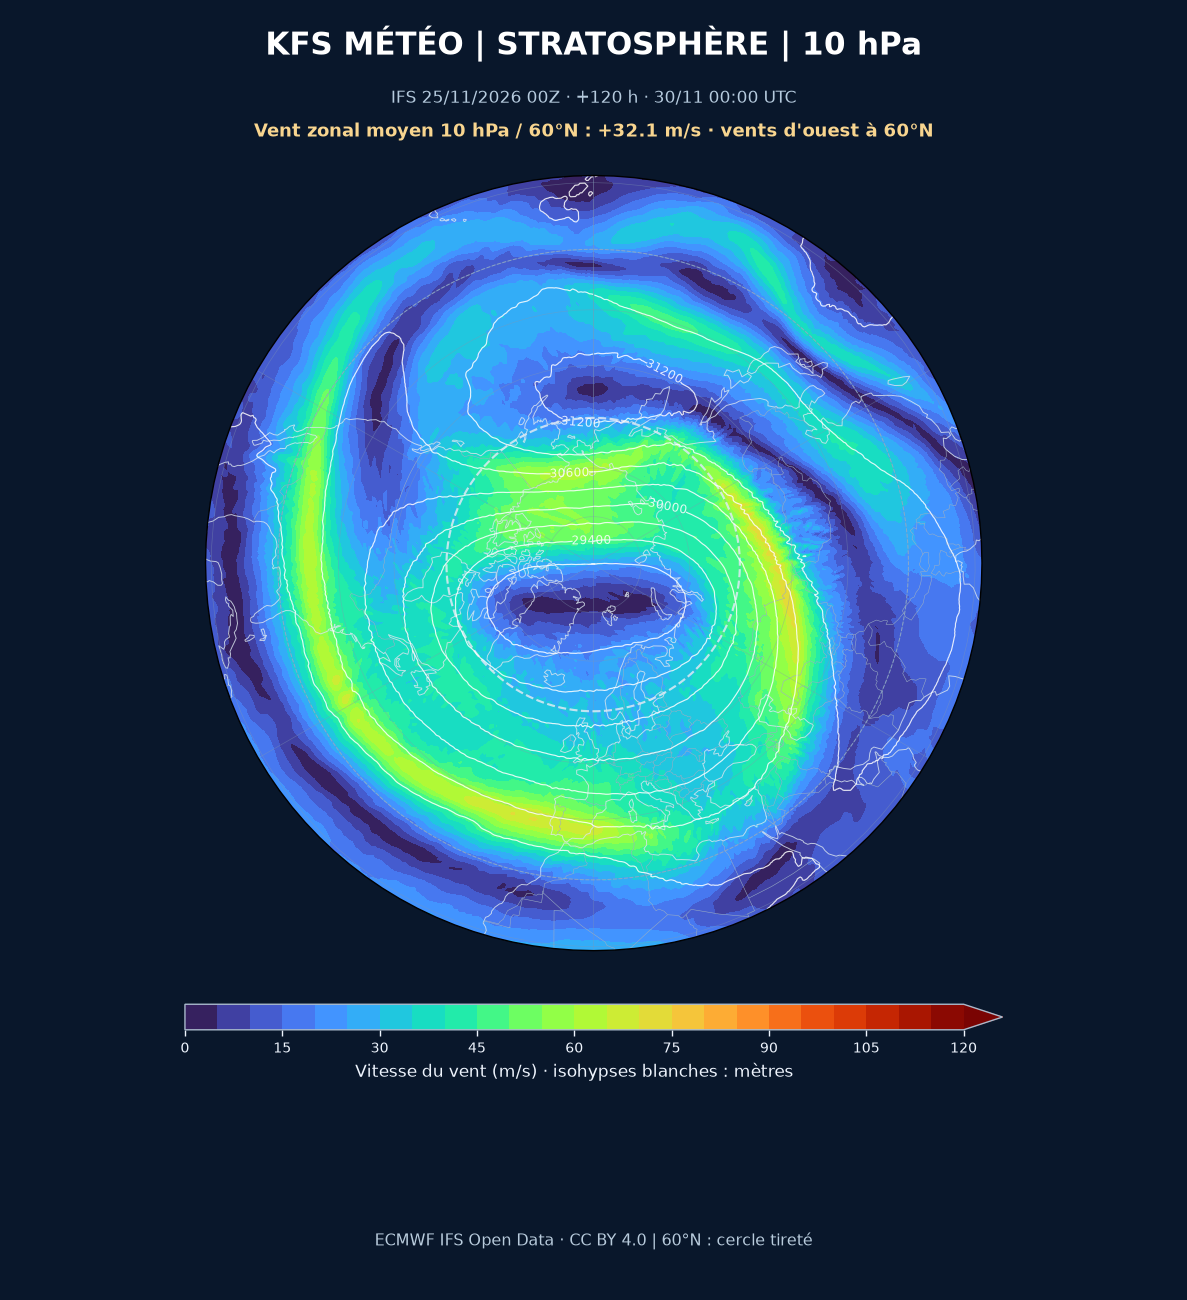 KFS MÉTÉO | STRATOSPHÈRE | 10 hPa
IFS 25/11/2026 00Z · +120 h · 30/11 00:00 UTC
Vent zonal moyen 10 hPa / 60°N : +32.1 m/s · vents d'ouest à 60°N
31200
31200
30600
30000
29400
0 15 30 45 60 75 90 105 120
Vitesse du vent (m/s) · isohypses blanches : mètres
ECMWF IFS Open Data · CC BY 4.0 | 60°N : cercle tireté